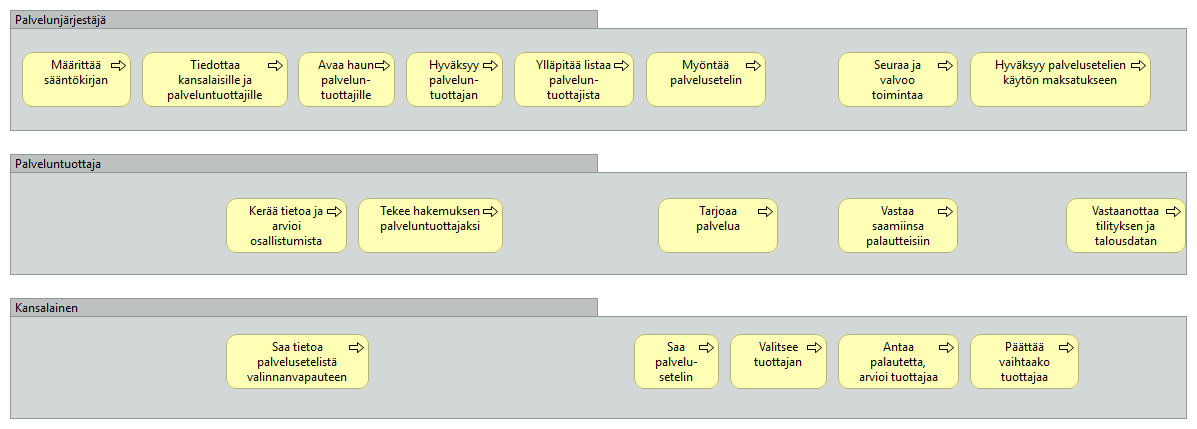 Palvelunjärjestäjä
Määrittää
sääntökirjan
Tiedottaa
kansalaisille ja
palveluntuottajille
Avaa haun
palvelun-
tuottajille
Hyväksyy
palvelun-
tuottajan
Ylläpitää listaa
palvelun-
tuottajista
Myöntää
palvelusetelin
Seuraa ja
valvoo
toimintaa
Hyväksyy palvelusetelien
käytön maksatukseen
Palveluntuottaja
Kerää tietoa ja
arvioi
osallistumista
Tekee hakemuksen
palveluntuottajaksi
Tarjoaa
palvelua
Vastaa
saamiinsa
palautteisiin
Vastaanottaa
tilityksen ja
talousdatan
Kansalainen
Saa tietoa
palvelusetelistä
valinnanvapauteen
Saa
palvelu-
setelin
Valitsee
tuottajan
Antaa
palautetta,
arvioi tuottajaa
Päättää
vaihtaako
tuottajaa